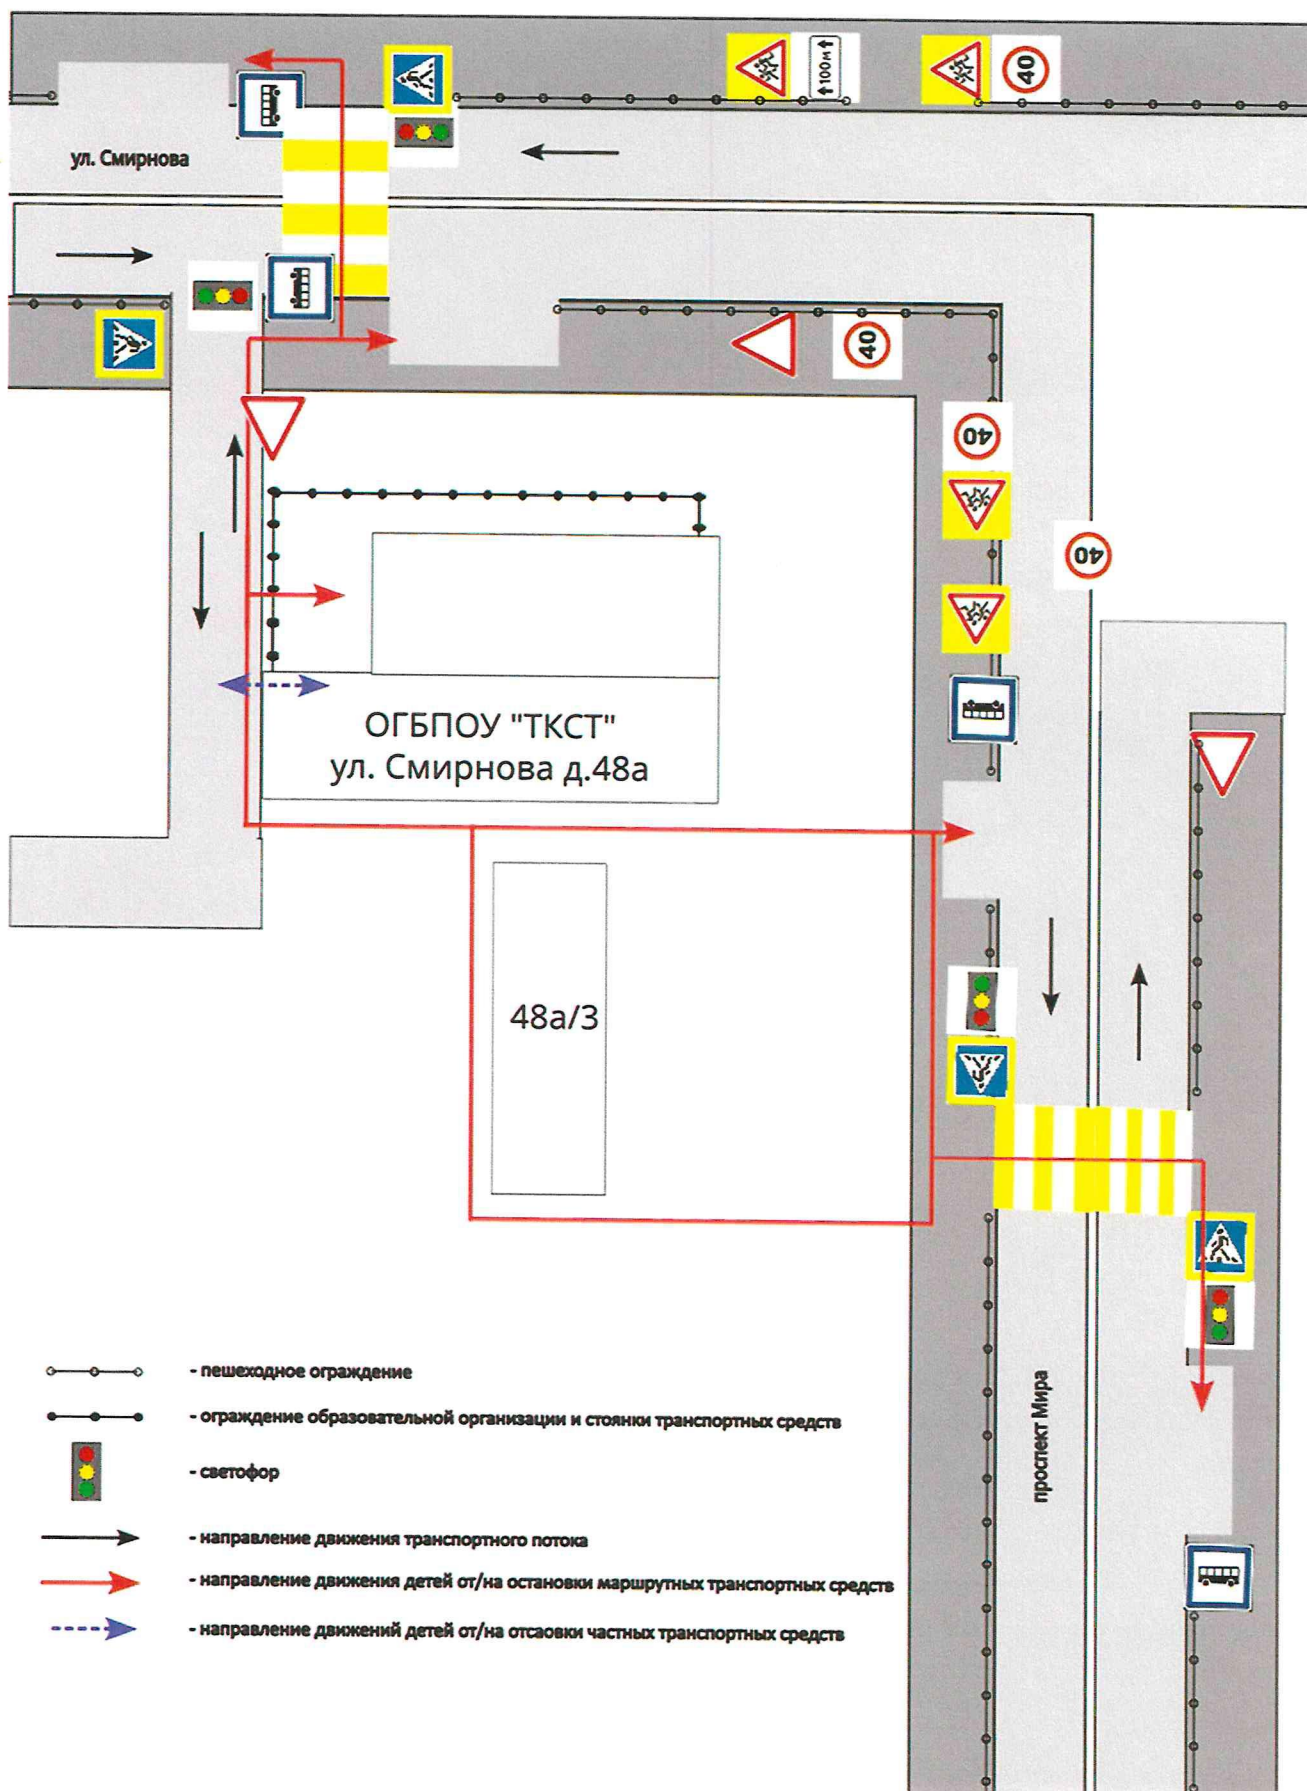 40
100м
ул. Смирнова
40
40
40
ОГБПОУ "ТКСТ"
ул. Смирнова д.48а
48а/3
- пешеходное ограждение
- ограждение образовательной организации и стоянки транспортных средств
- светофор
проспект Мира
- направление движения транспортного потока
- направление движения детей от/на остановки маршрутных транспортных средств
- направление движений детей от/на отсаовки частных транспортных средств